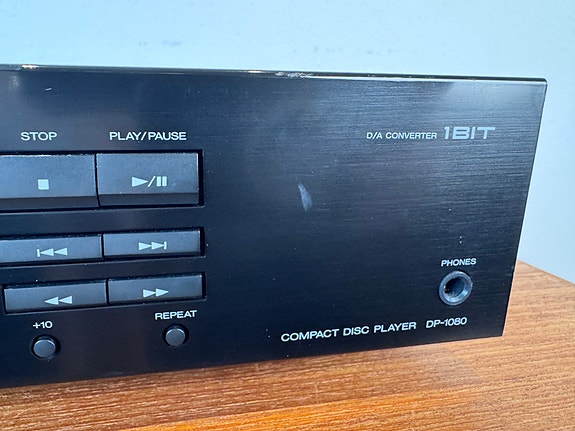 STOP PLAY/PAUSE
D/A CONVERTER 1BIT
PHONES
+10 REPEAT
COMPACT DISC PLAYER DP-1080